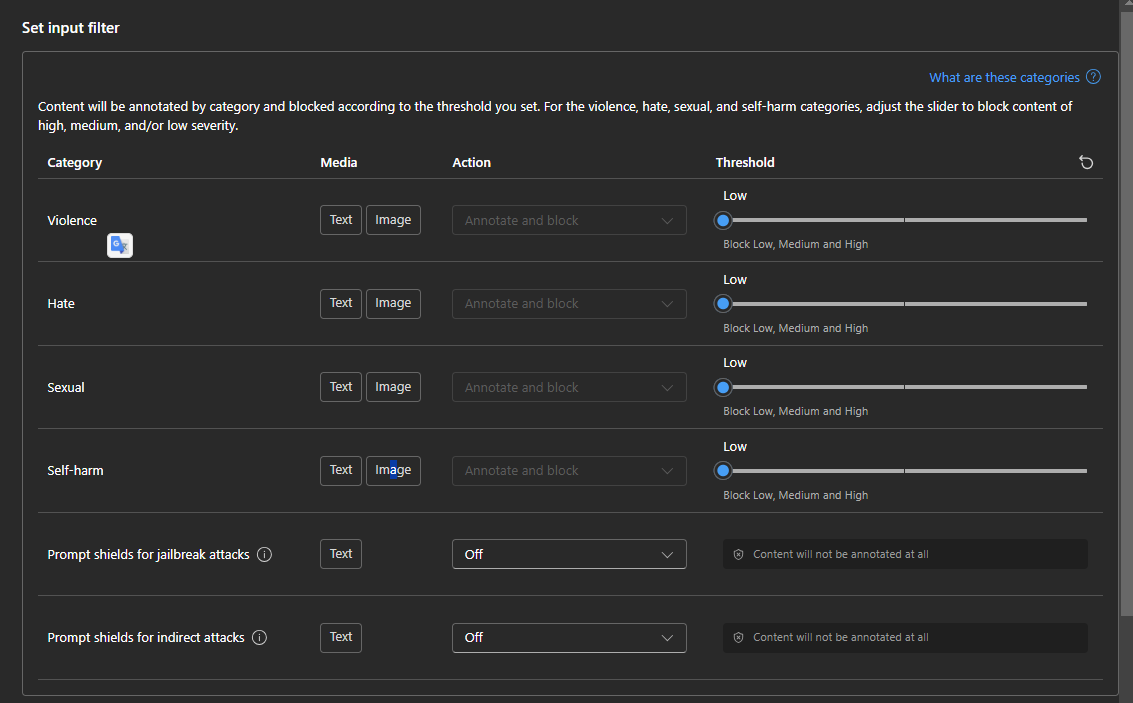 Set input filter
What are these categories
Content will be annotated by category and blocked according to the threshold you set. For the violence, hate, sexual, and self-harm categories, adjust the slider to block content of
high, medium, and/or low severity.
Category Media Action Threshold
Low
Violence Text Image Annotate and block
Block Low, Medium and High
Low
Hate Text Image Annotate and block
Block Low, Medium and High
Low
Sexual Text Image Annotate and block
Block Low, Medium and High
Low
Self-harm Text Image Annotate and block
Block Low, Medium and High
Prompt shields for jailbreak attacks Text Off Content will not be annotated at all
Prompt shields for indirect attacks Text Off Content will not be annotated at all